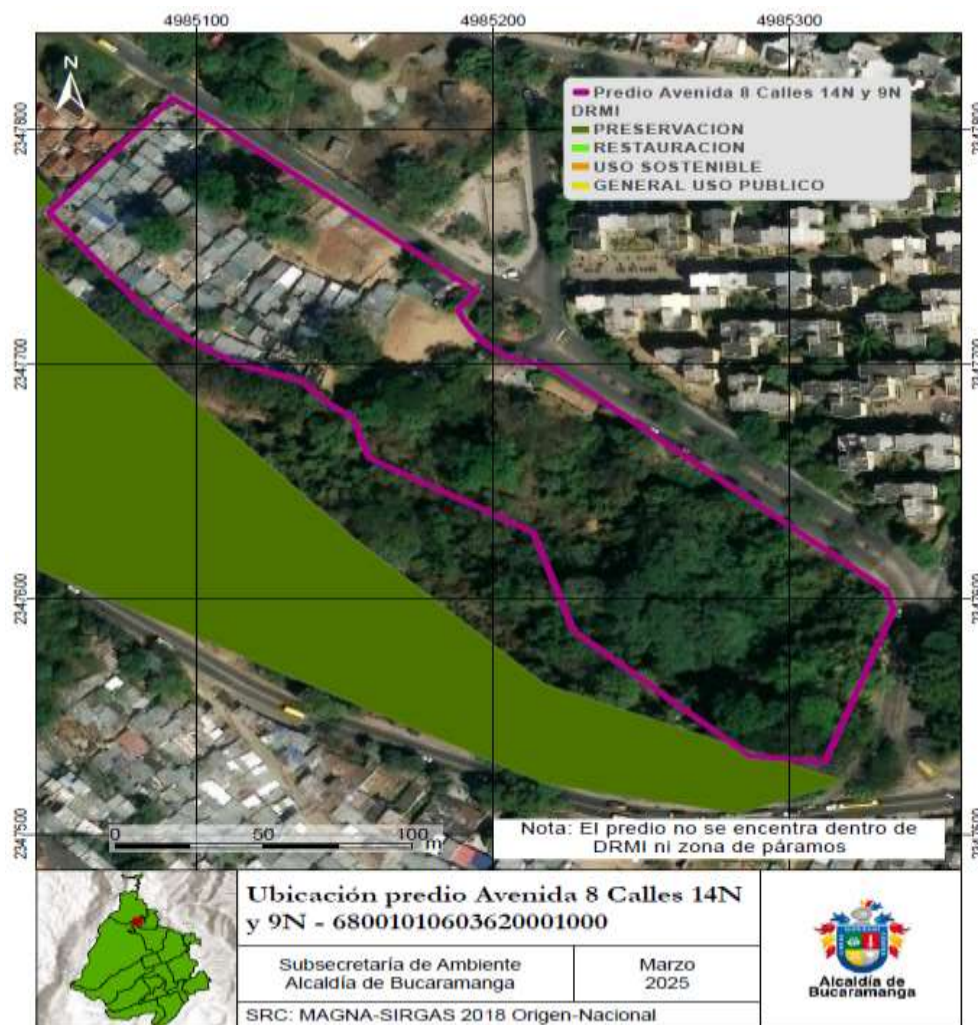 4985100 4985200 4985300
N
Predio Avenida 8 Calles 14N y 9N
DRMI
PRESERVACION
RESTAURACION
USO SOSTENIBLE
GENERAL USO PUBLICO
2347800 2347800
2347700 2347700
2347600 2347600
2347500 2347500
0 50 100
m
Nota: El predio no se encentra dentro de
DRMI ni zona de páramos
Ubicación predio Avenida 8 Calles 14N
y 9N - 68001010603620001000
Subsecretaría de Ambiente
Alcaldía de Bucaramanga
Marzo
2025
SRC: MAGNA-SIRGAS 2018 Origen-Nacional
Alcaldía de
Bucaramanga